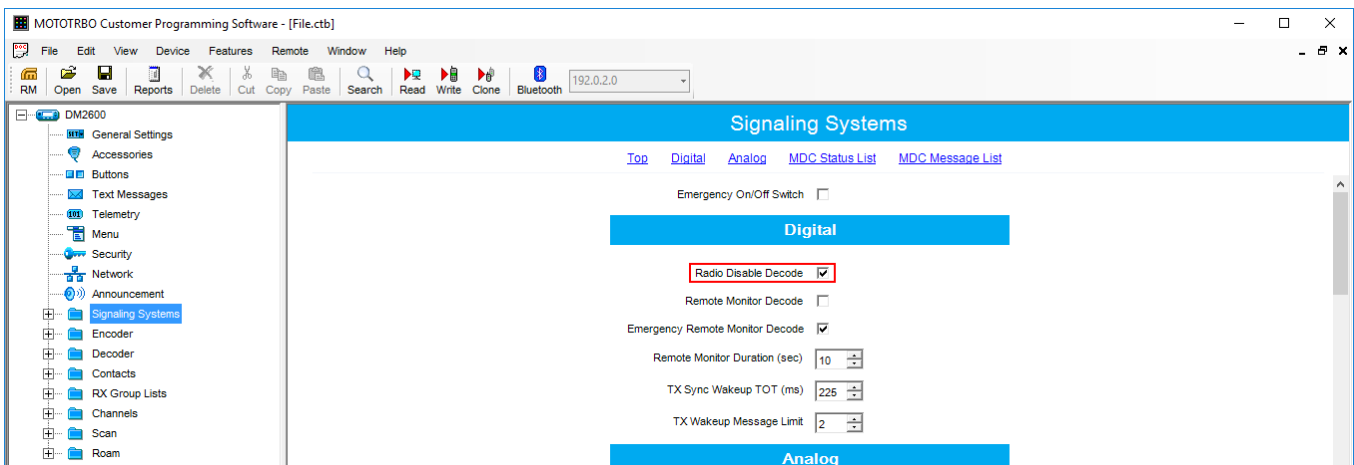 MOTOTRBO Customer Programming Software - [File.ctb]
File Edit View Device Features Remote Window Help
RM Open Save Reports Delete Cut Copy Paste Search Read Write Clone Bluetooth 192.0.2.0
DM2600
General Settings
Accessories
Buttons
Text Messages
Telemetry
Menu
Security
Network
Announcement
Signaling Systems
Encoder
Decoder
Contacts
RX Group Lists
Channels
Scan
Roam
Signaling Systems
Top Digital Analog MDC Status List MDC Message List
Emergency On/Off Switch
Digital
Radio Disable Decode
Remote Monitor Decode
Emergency Remote Monitor Decode
Remote Monitor Duration (sec) 10
TX Sync Wakeup TOT (ms) 225
TX Wakeup Message Limit 2
Analog